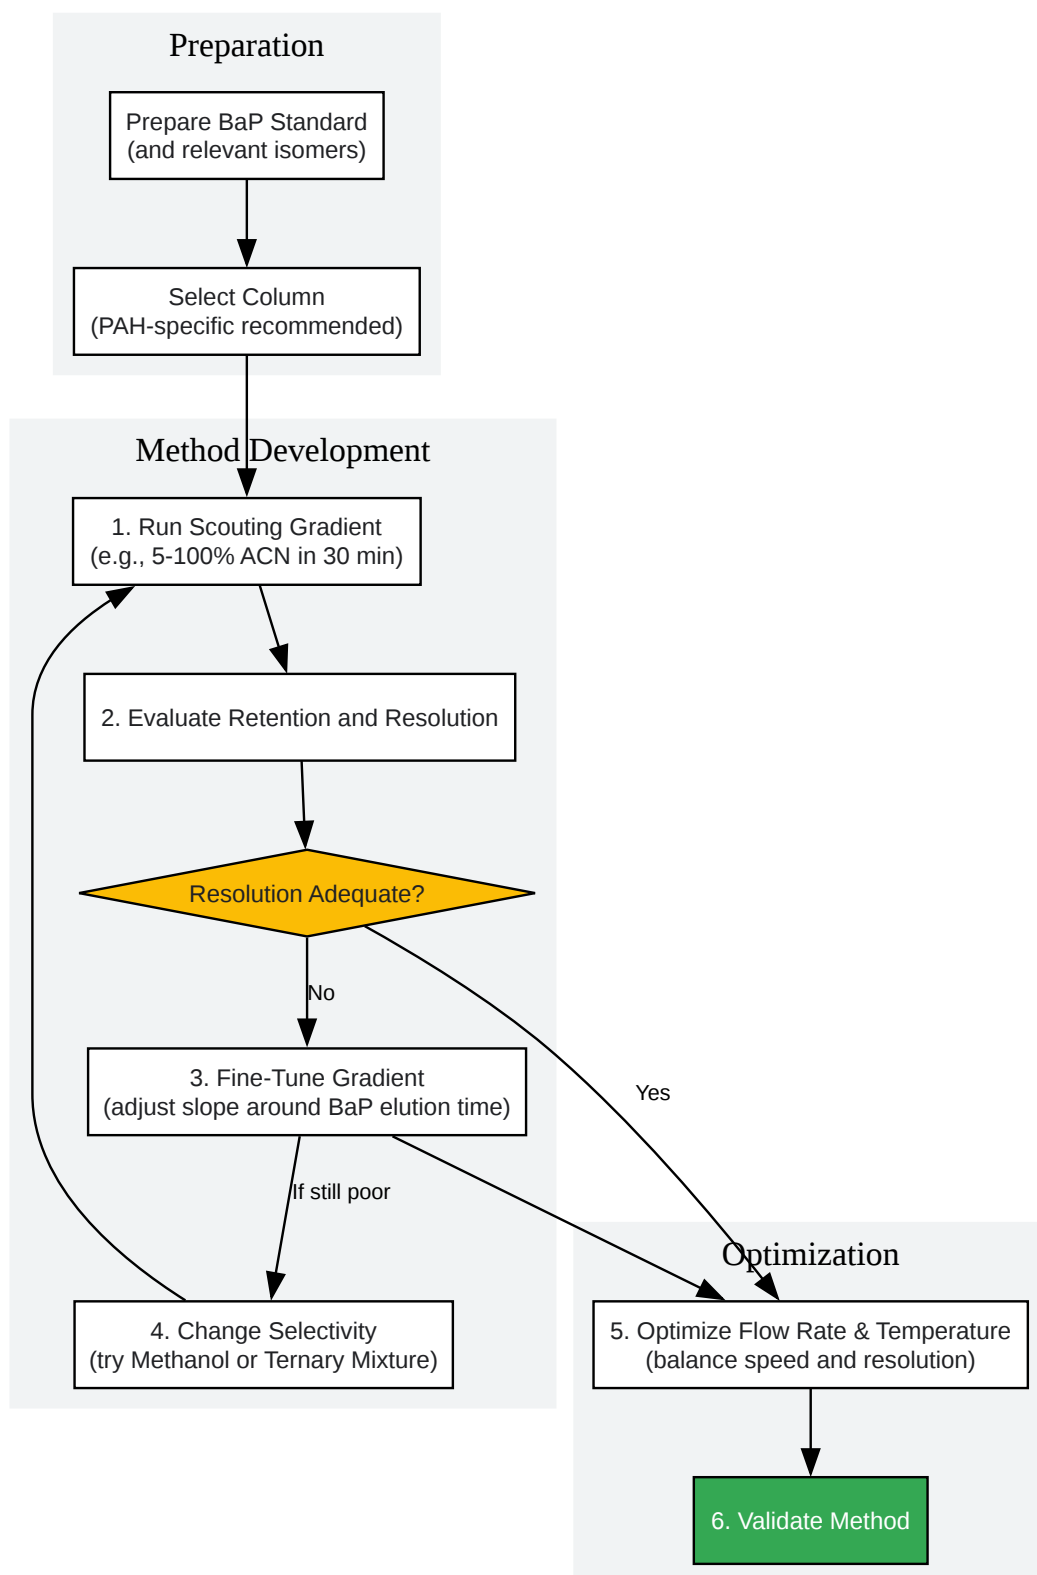 Preparation
Prepare BaP Standard
(and relevant isomers)
Select Column
(PAH-specific recommended)
Method Development
1. Run Scouting Gradient
(e.g., 5-100% ACN in 30 min)
2. Evaluate Retention and Resolution
Resolution Adequate?
No
3. Fine-Tune Gradient
(adjust slope around BaP elution time)
Yes
If still poor
4. Change Selectivity
(try Methanol or Ternary Mixture)
Optimization
5. Optimize Flow Rate & Temperature
(balance speed and resolution)
6. Validate Method